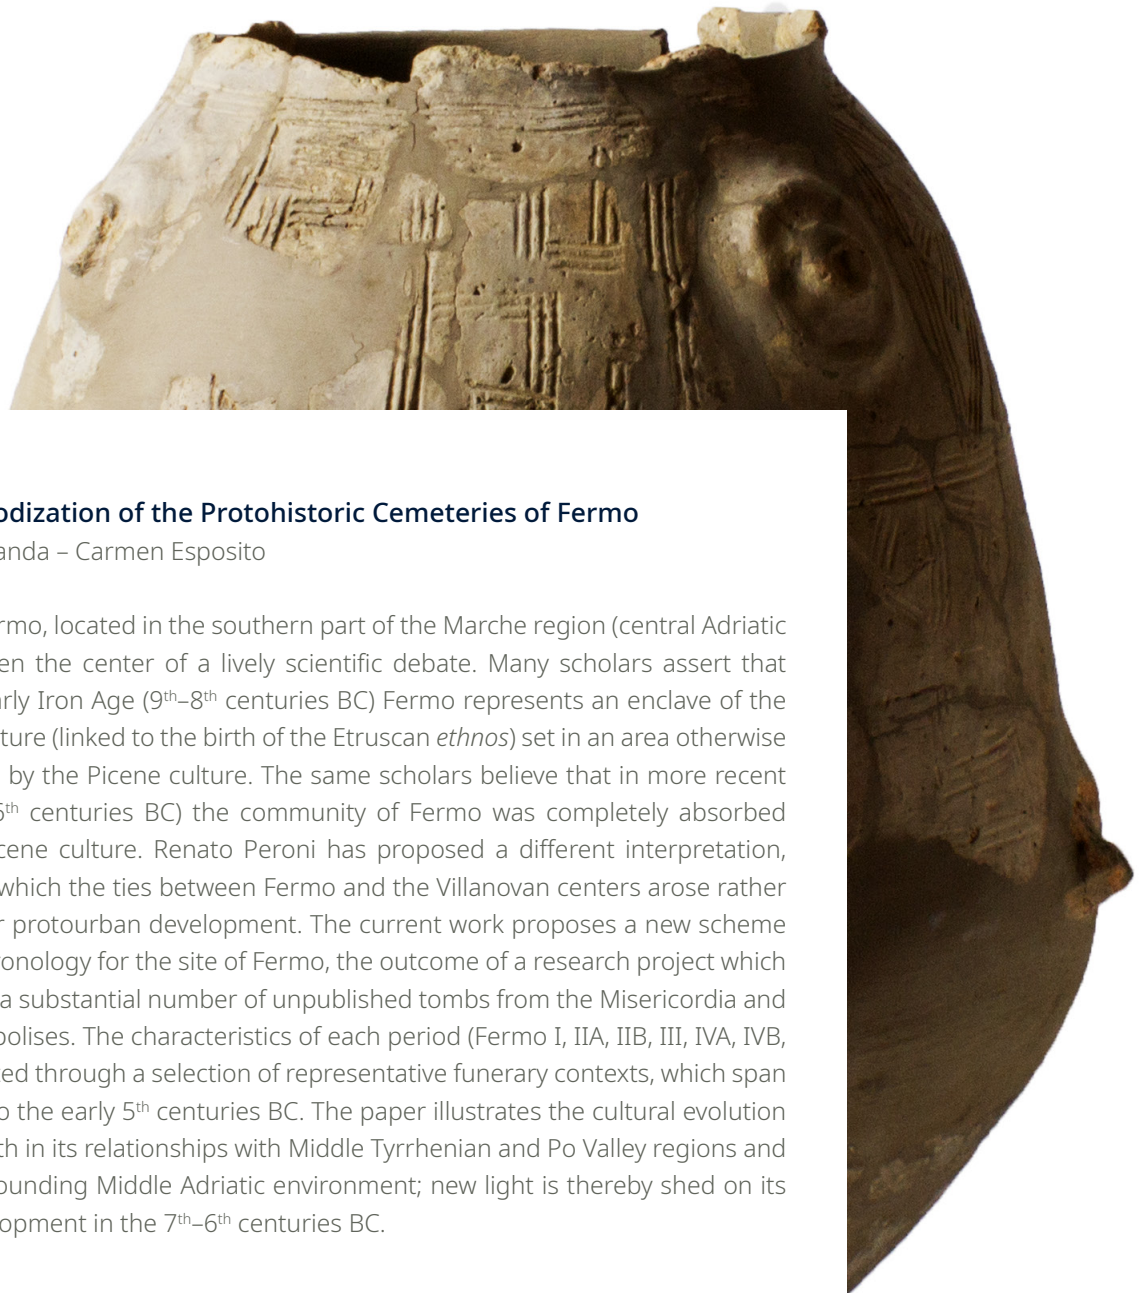 odization of the Protohistoric Cemeteries of Fermo
anda – Carmen Esposito
rmo, located in the southern part of the Marche region (central Adriatic
en the center of a lively scientific debate. Many scholars assert that
arly Iron Age (9th–8th centuries BC) Fermo represents an enclave of the
ture (linked to the birth of the Etruscan ethnos) set in an area otherwise
by the Picene culture. The same scholars believe that in more recent
6th centuries BC) the community of Fermo was completely absorbed
cene culture. Renato Peroni has proposed a different interpretation,
which the ties between Fermo and the Villanovan centers arose rather
r protourban development. The current work proposes a new scheme
ronology for the site of Fermo, the outcome of a research project which
a substantial number of unpublished tombs from the Misericordia and
polises. The characteristics of each period (Fermo I, IIA, IIB, III, IVA, IVB,
ted through a selection of representative funerary contexts, which span
o the early 5th centuries BC. The paper illustrates the cultural evolution
th in its relationships with Middle Tyrrhenian and Po Valley regions and
ounding Middle Adriatic environment; new light is thereby shed on its
opment in the 7th–6th centuries BC.